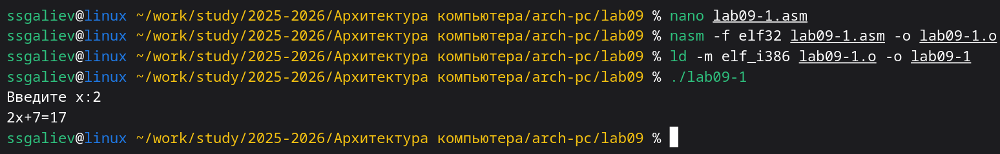 ssgaliev@linux ~/work/study/2025-2026/Архитектура компьютера/arch-pc/lab09 % nano lab09-1.asm
ssgaliev@linux ~/work/study/2025-2026/Архитектура компьютера/arch-pc/lab09 % nasm -f elf32 lab09-1.asm -o lab09-1.o
ssgaliev@linux ~/work/study/2025-2026/Архитектура компьютера/arch-pc/lab09 % ld -m elf_i386 lab09-1.o -o lab09-1
ssgaliev@linux ~/work/study/2025-2026/Архитектура компьютера/arch-pc/lab09 % ./lab09-1
Введите x:2
2x+7=17
ssgaliev@linux ~/work/study/2025-2026/Архитектура компьютера/arch-pc/lab09 %